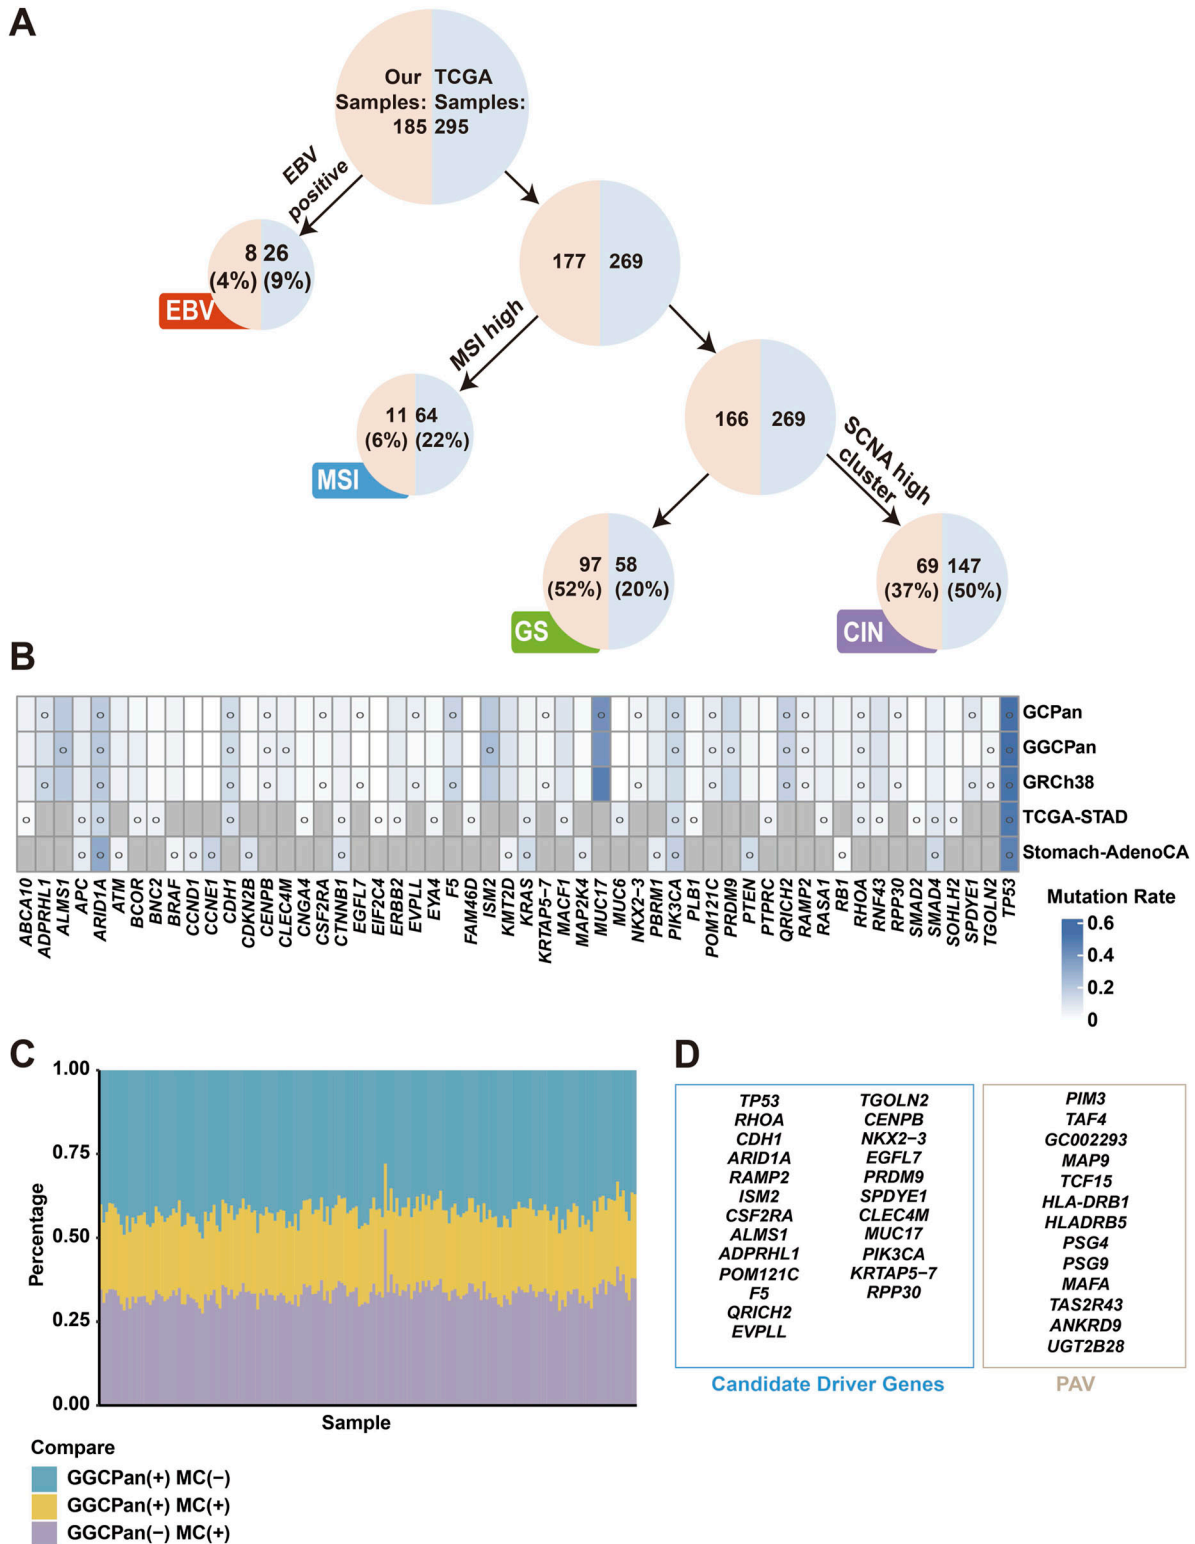 A
Our TCGA
Samples: Samples:
185 295
EBV
positive
8 26
(4%) (9%)
EBV
177 269
MSI high
11 64
(6%) (22%)
MSI
166 269
SCNA high
cluster
97 58
(52%) (20%)
GS
69 147
(37%) (50%)
CIN
B
GCPan
GGCPan
GRCh38
TCGA-STAD
Stomach-AdenoCA
ABCA10
ADPRHL1
ALMS1
APC
ARID1A
ATM
BCOR
BNC2
BRAF
CCND1
CCNE1
CDH1
CDKN2B
CENPB
CLEC4M
CNGA4
CSF2RA
CTNNB1
EGFL7
EIF2C4
ERBB2
EVPLL
EYA4
F5
FAM46D
ISM2
KMT2D
KRAS
KRTAP5-7
MACF1
MAP2K4
MUC17
MUC6
NKX2-3
PBRM1
PIK3CA
PLB1
POM121C
PRDM9
PTEN
PTPRC
QRICH2
RAMP2
RASA1
RB1
RHOA
RNF43
RPP30
SMAD2
SMAD4
SOHLH2
SPDYE1
TGOLN2
TP53
Mutation Rate
0.6
0.4
0.2
0
C
1.00
0.75
0.50
0.25
0.00
Percentage
Sample
Compare
GGCPan(+) MC(−)
GGCPan(+) MC(+)
GGCPan(−) MC(+)
D
TP53
RHOA
CDH1
ARID1A
RAMP2
ISM2
CSF2RA
ALMS1
ADPRHL1
POM121C
F5
QRICH2
EVPLL
TGOLN2
CENPB
NKX2−3
EGFL7
PRDM9
SPDYE1
CLEC4M
MUC17
PIK3CA
KRTAP5−7
RPP30
Candidate Driver Genes
PIM3
TAF4
GC002293
MAP9
TCF15
HLA-DRB1
HLADRB5
PSG4
PSG9
MAFA
TAS2R43
ANKRD9
UGT2B28
PAV